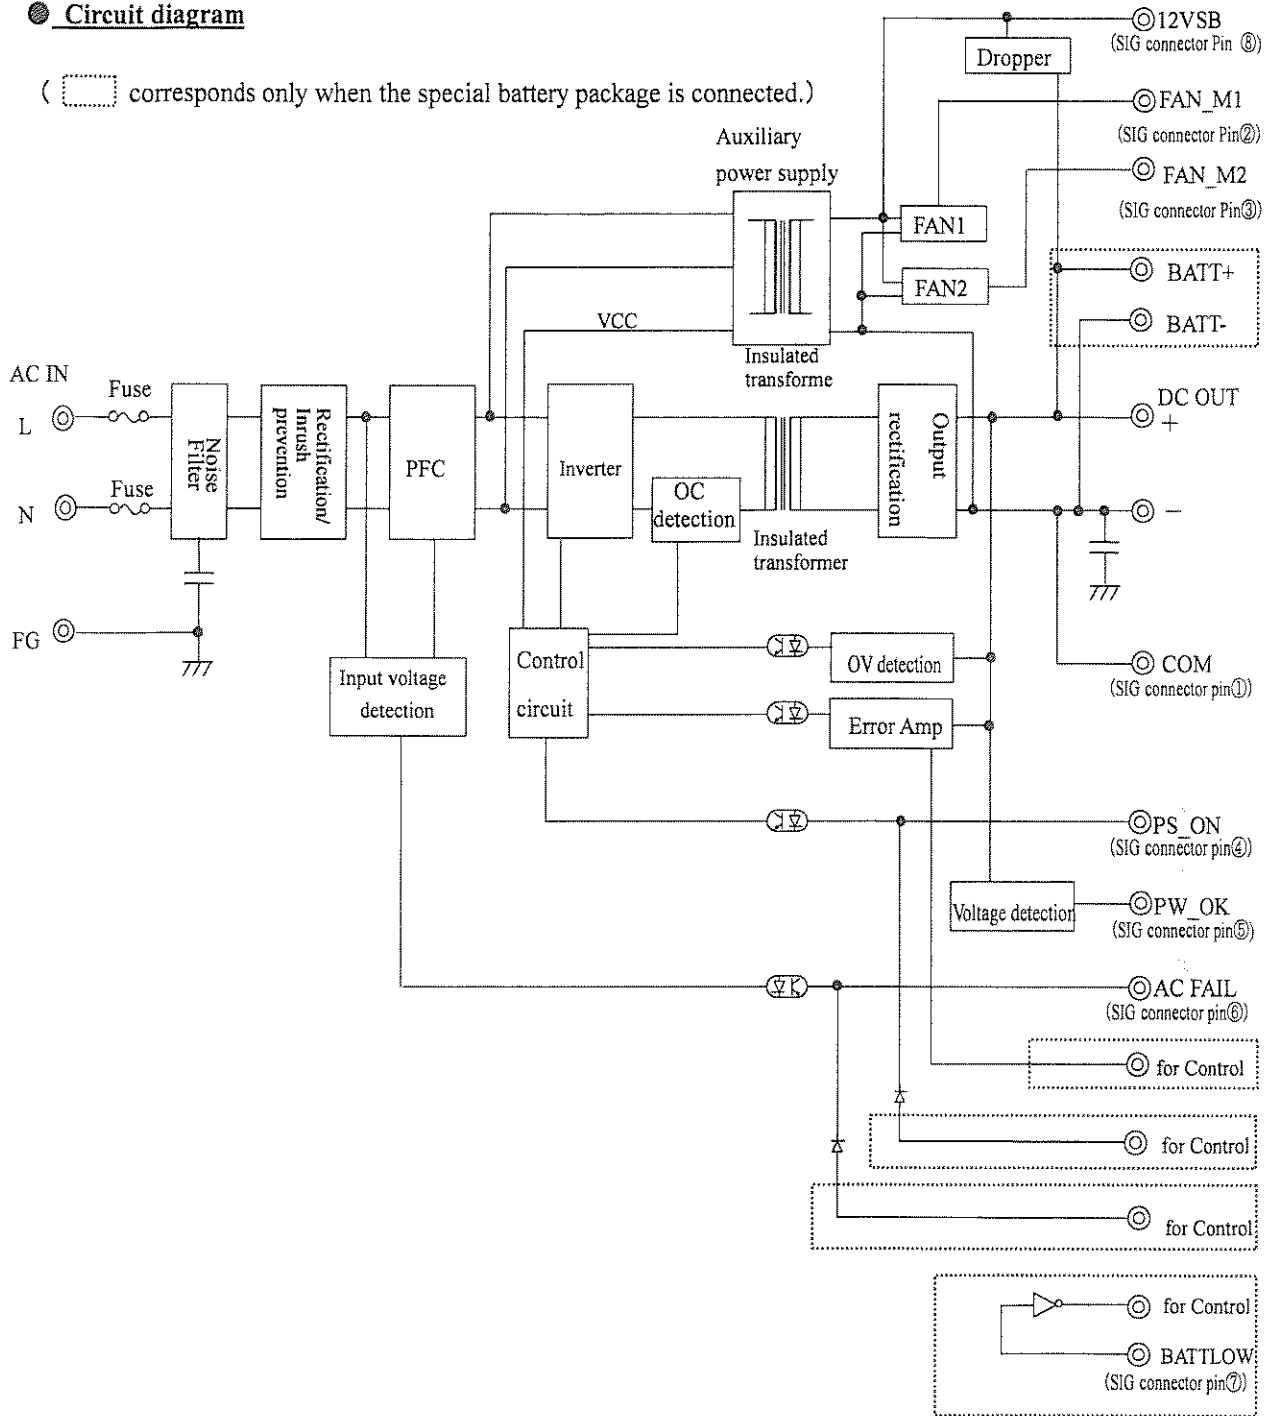 Circuit diagram
( corresponds only when the special battery package is connected.)
12VSB
(SIG connector Pin ⑧)
Dropper
FAN_M1
(SIG connector Pin②)
Auxiliary
power supply
FAN_M2
(SIG connector Pin③)
FAN1
FAN2
BATT+
BATT-
VCC
Insulated
transforme
AC IN
Fuse
L
Noise
Filter
Rectification/
Inrush
prevention
PFC
Inverter
OC
detection
Insulated
transformer
Output
rectification
DC OUT
+
−
Fuse
N
FG
Input voltage
detection
Control
circuit
OV detection
COM
(SIG connector pin①)
Error Amp
PS_ON
(SIG connector pin④)
Voltage detection
PW_OK
(SIG connector pin⑤)
AC FAIL
(SIG connector pin⑥)
for Control
for Control
for Control
for Control
BATTLOW
(SIG connector pin⑦)